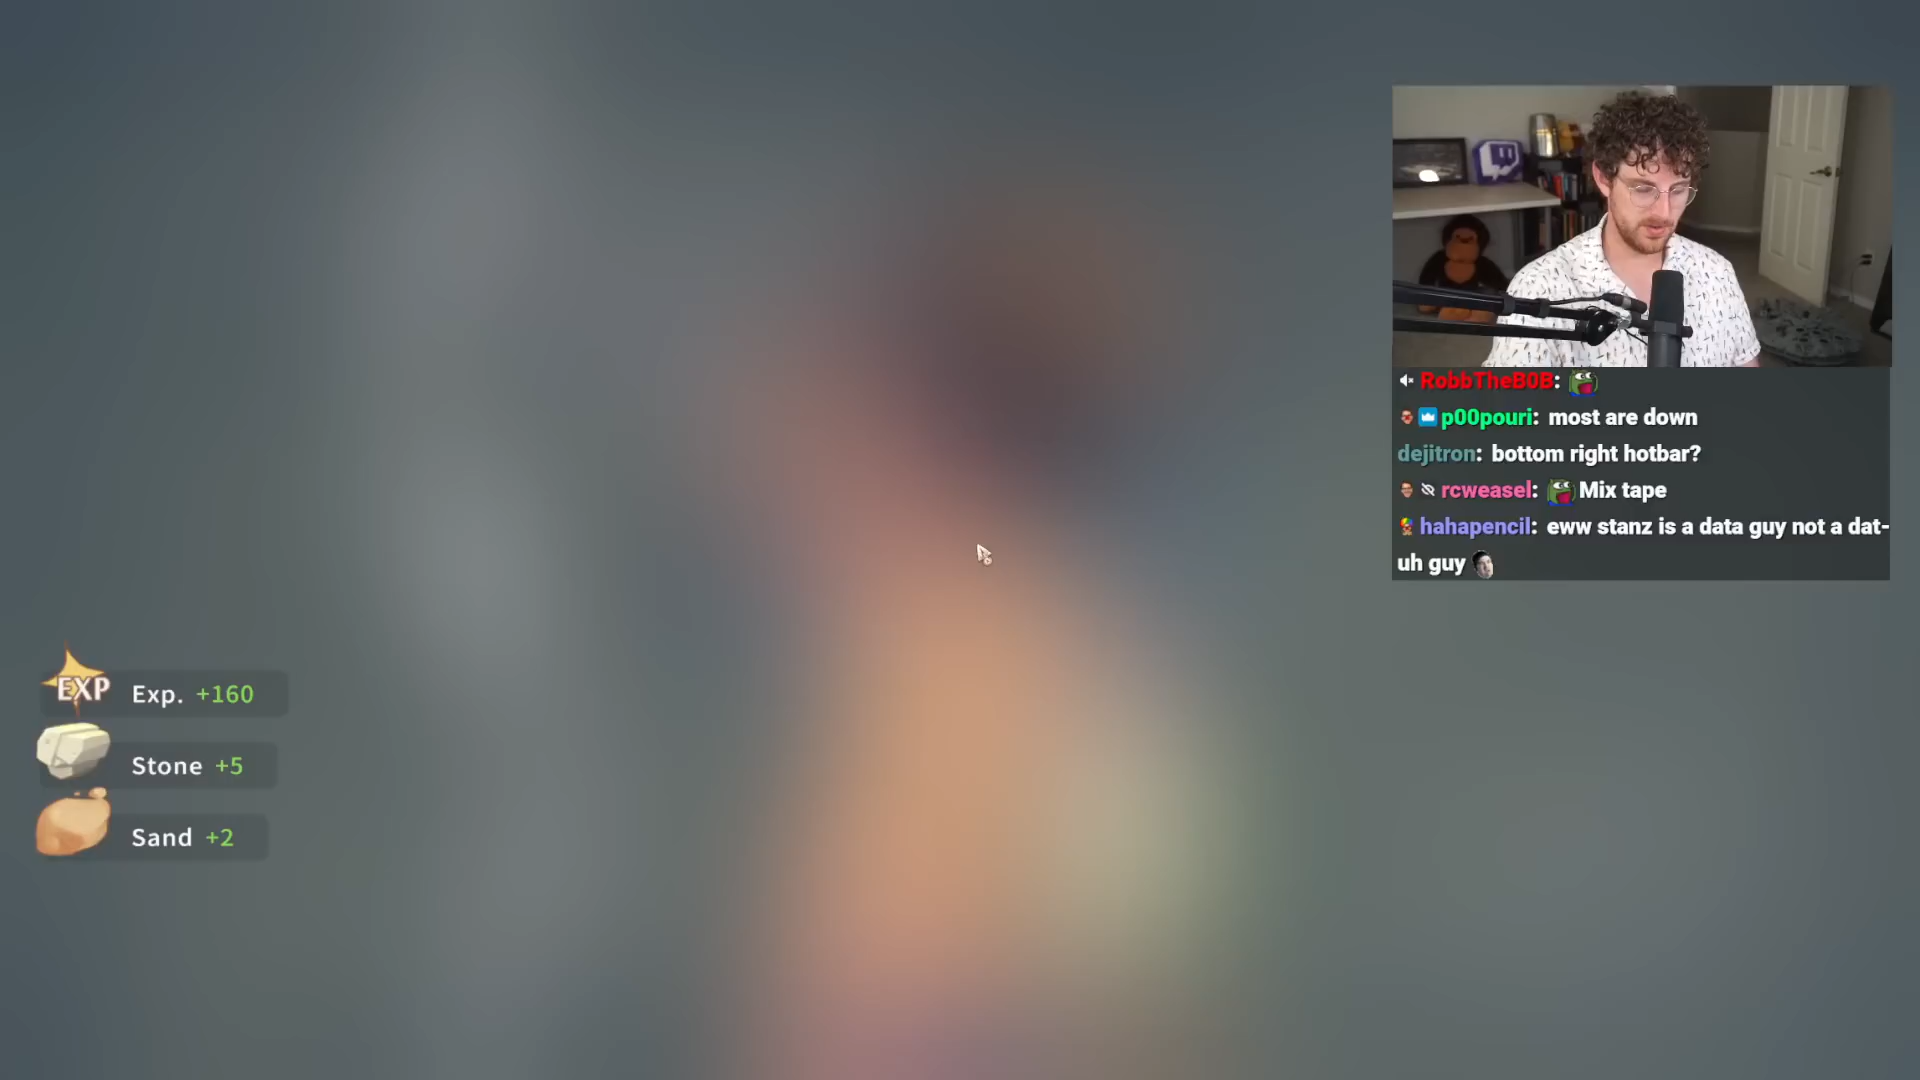 RobbTheB0B:
p00pouri: most are down
dejitron: bottom right hotbar?
rcweasel: Mix tape
hahapencil: eww stanz is a data guy not a dat-
uh guy
EXP Exp. +160
Stone +5
Sand +2